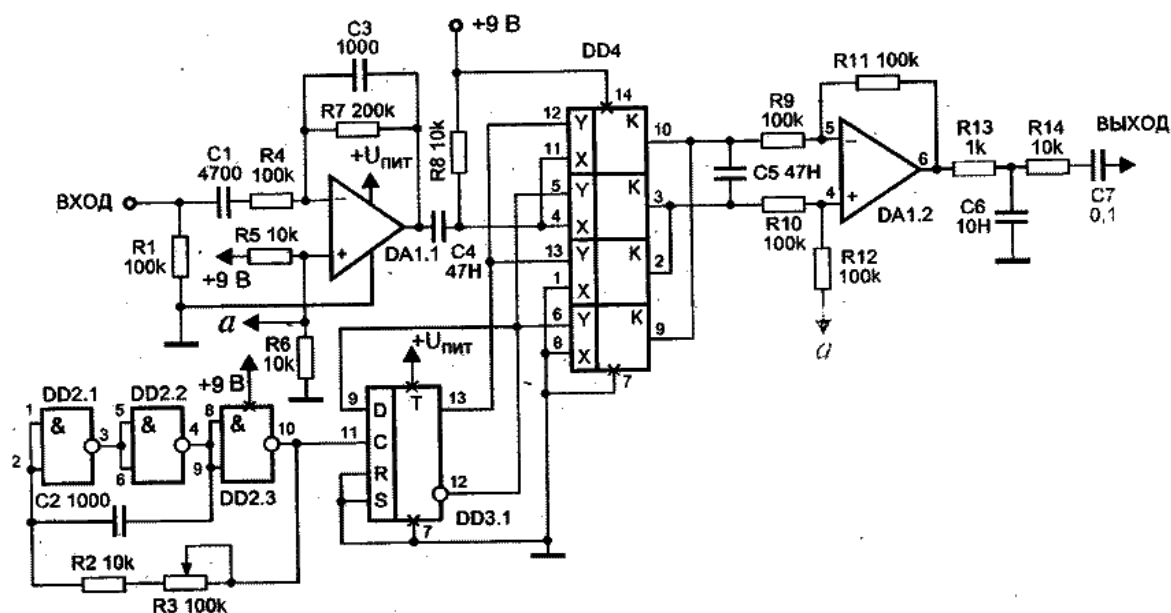 +9 В
C3
1000
DD4
R11 100k
14
R7 200k
12
Y
K
10
R9
100k
5
−
R13
1k
R14
10k
ВЫХОД
C1
4700
R4
100k
+Uпит
R8 10k
11
X
ВХОД
−
5
Y
K
3
C5 47Н
6
4
X
4
+
DA1.2
C6
10Н
C7
0,1
R1
100k
R5 10k
+
DA1.1
C4
47Н
13
Y
K
2
R10
100k
R12
100k
+9 В
1
X
a
6
Y
K
9
a
R6
10k
+Uпит
8
X
7
+9 В
DD2.1
DD2.2
9
D
T
13
1
&
3
5
&
4
8
&
10
11
C
2
6
9
R
12
C2 1000
DD2.3
S
DD3.1
7
R2 10k
R3 100k